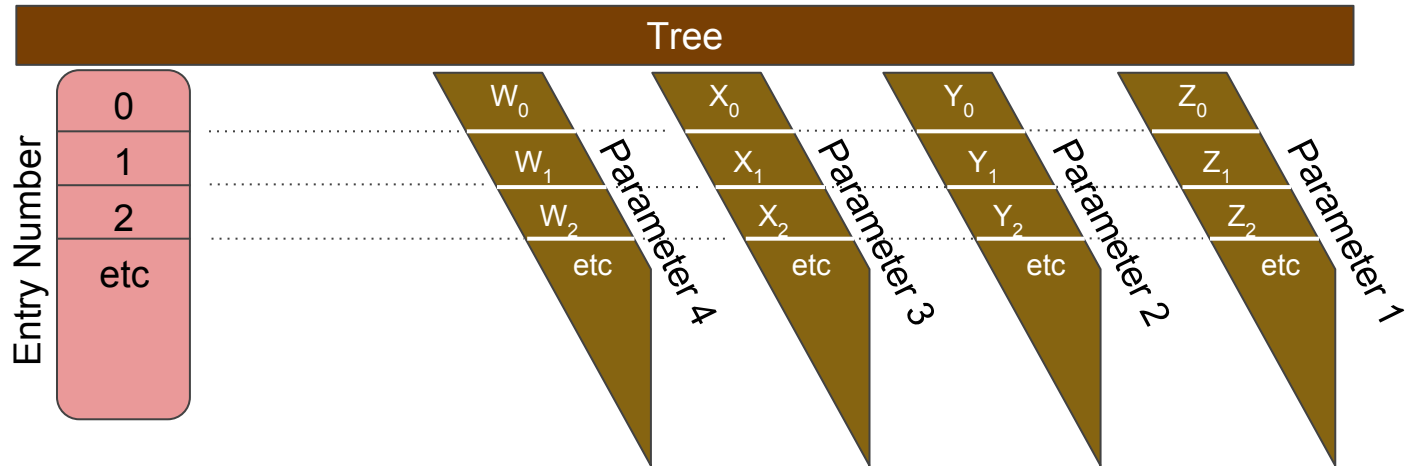 Tree
Entry Number
0
1
2
etc
W₀
W₁
W₂
etc
Parameter 4
X₀
X₁
X₂
etc
Parameter 3
Y₀
Y₁
Y₂
etc
Parameter 2
Z₀
Z₁
Z₂
etc
Parameter 1